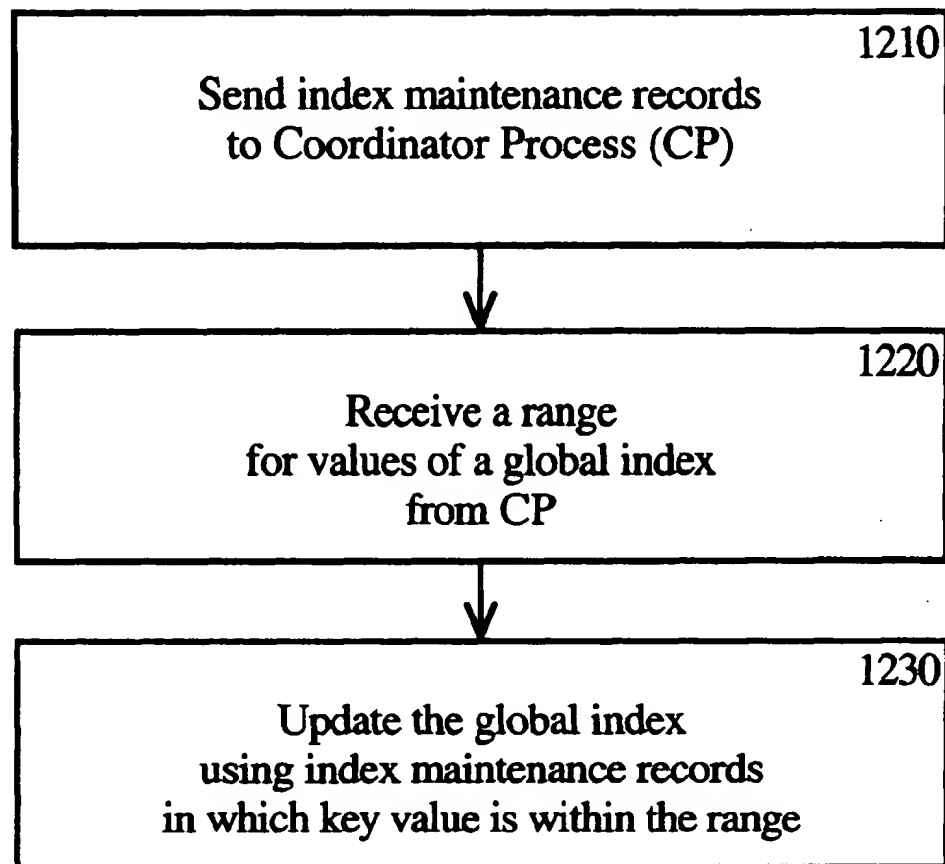 1210
Send index maintenance records
to Coordinator Process (CP)
1220
Receive a range
for values of a global index
from CP
1230
Update the global index
using index maintenance records
in which key value is within the range